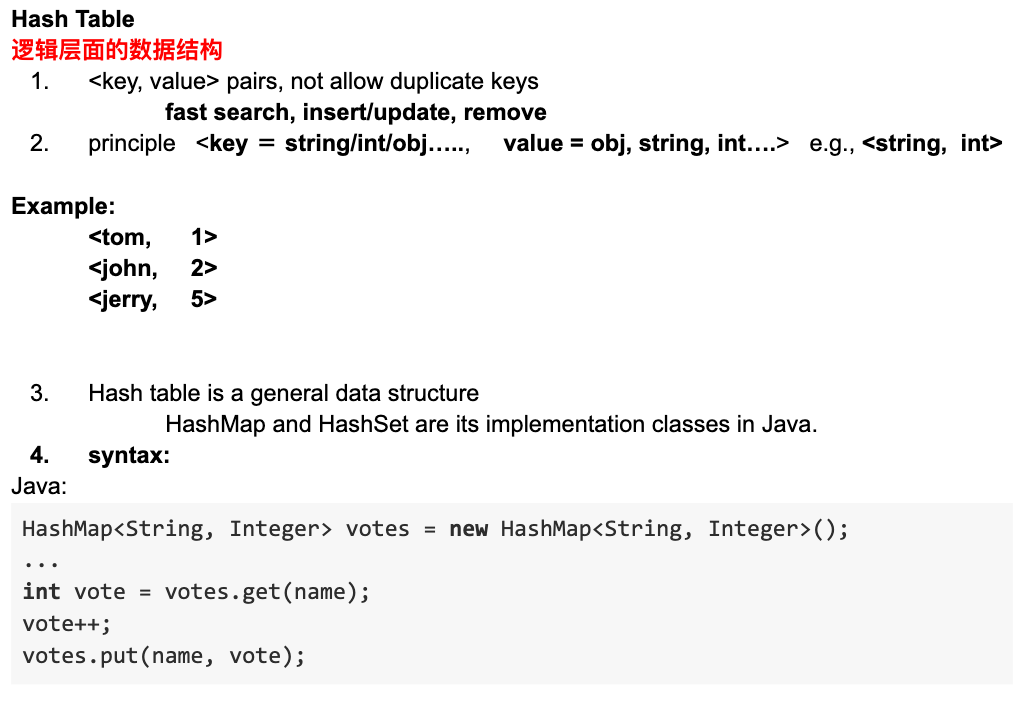 Hash Table
逻辑层面的数据结构
1. <key, value> pairs, not allow duplicate keys
fast search, insert/update, remove
2. principle <key = string/int/obj….., value = obj, string, int….> e.g., <string, int>
Example:
<tom, 1>
<john, 2>
<jerry, 5>
3. Hash table is a general data structure
HashMap and HashSet are its implementation classes in Java.
4. syntax:
Java:
HashMap<String, Integer> votes = new HashMap<String, Integer>();
...
int vote = votes.get(name);
vote++;
votes.put(name, vote);